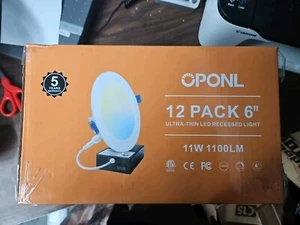 5
YEARS
OPONL
12 PACK 6"
ULTRA-THIN LED RECESSED LIGHT
11W 1100LM